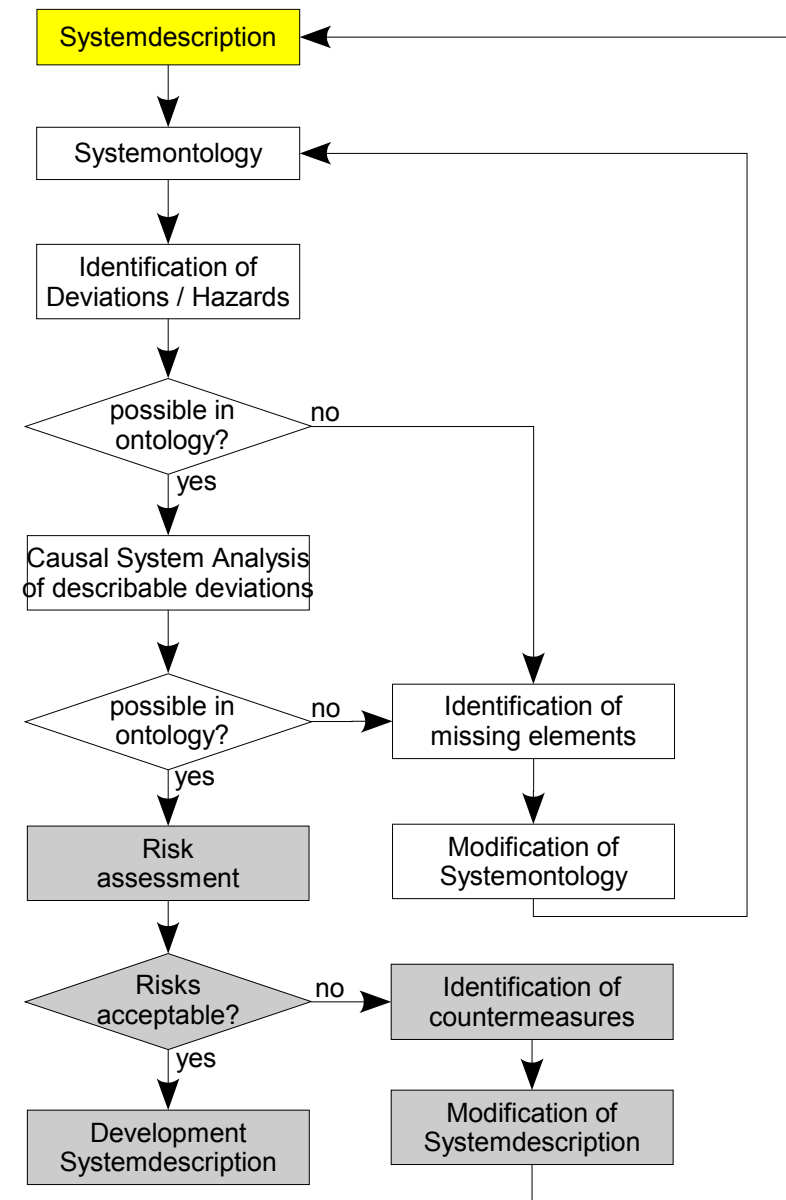 Systemdescription
Systemontology
Identification of
Deviations / Hazards
possible in
ontology?
no
yes
Causal System Analysis
of describable deviations
possible in
ontology?
no
yes
Identification of
missing elements
Risk
assessment
Modification of
Systemontology
Risks
acceptable?
no
yes
Identification of
countermeasures
Development
Systemdescription
Modification of
Systemdescription